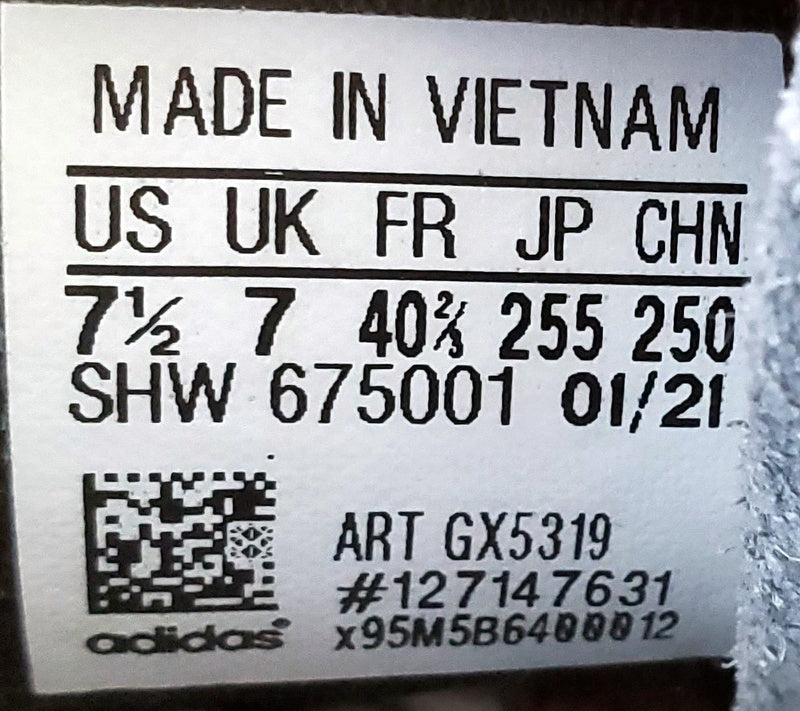 MADE IN VIETNAM
US UK FR JP CHN
7½ 7 40⅔ 255 250
SHW 675001 01/21
ART GX5319
#127147631
x95M5B6400012
adidas®